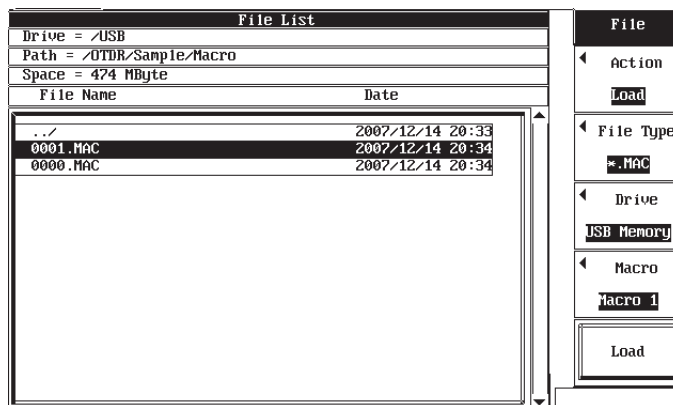 File List
Drive = /USB
Path = /OTDR/Sample/Macro
Space = 474 MByte
File Name Date
../ 2007/12/14 20:33
0001.MAC 2007/12/14 20:34
0000.MAC 2007/12/14 20:34
File
Action
Load
File Type
*.MAC
Drive
USB Memory
Macro
Macro 1
Load